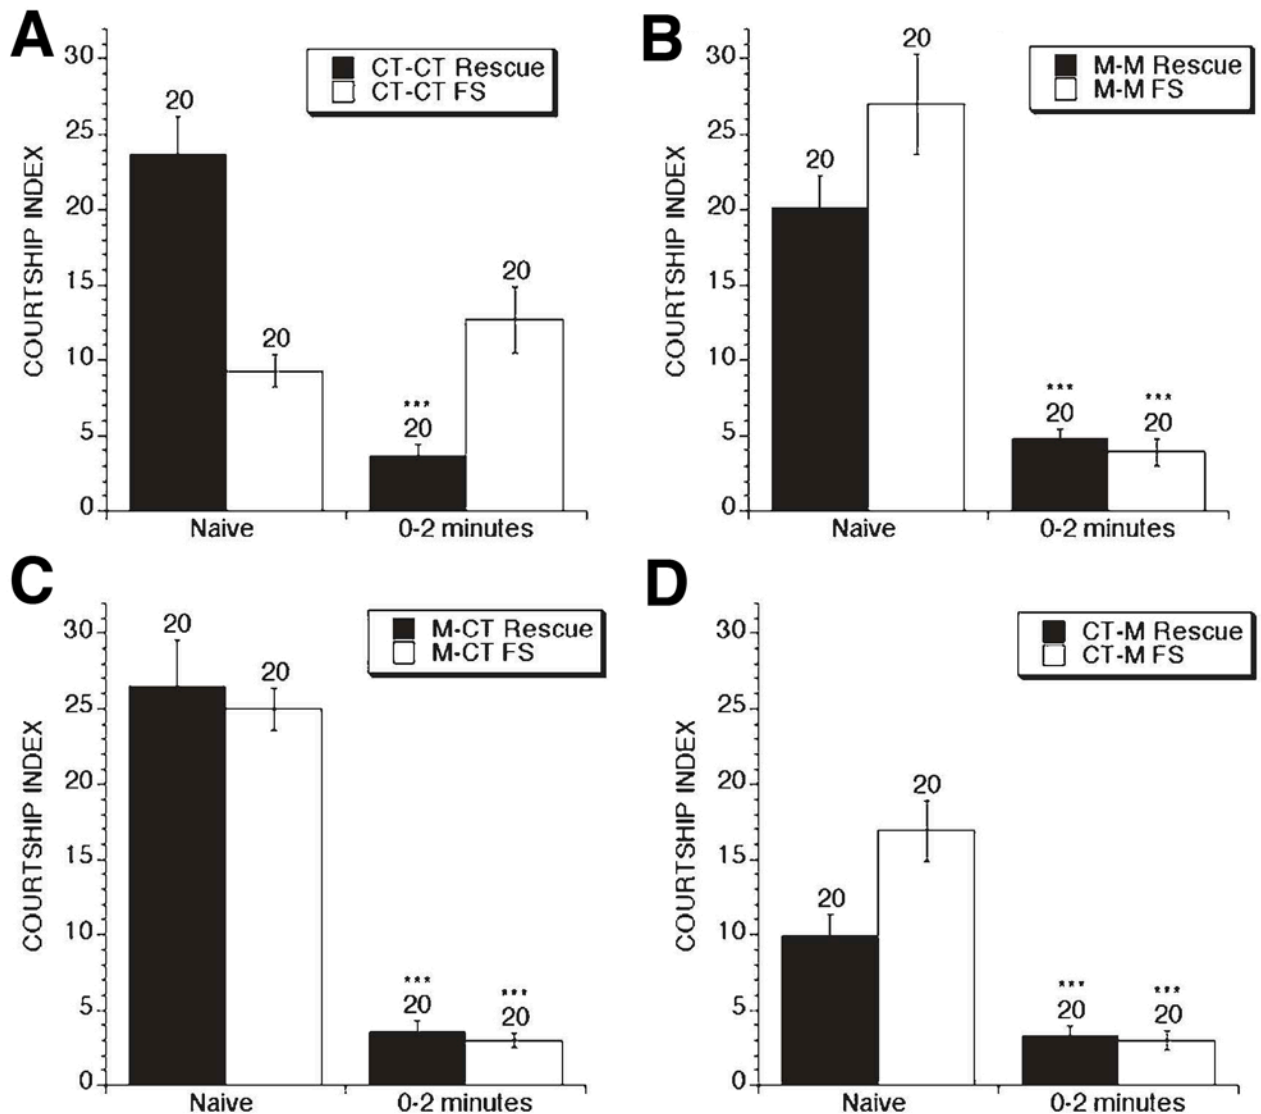 A
COURTSHIP INDEX
30
25
20
15
10
5
0
CT-CT Rescue
CT-CT FS
20
20
***
20
20
Naive
0-2 minutes
B
COURTSHIP INDEX
30
25
20
15
10
5
0
M-M Rescue
M-M FS
20
20
***
20
***
20
Naive
0-2 minutes
C
COURTSHIP INDEX
30
25
20
15
10
5
0
M-CT Rescue
M-CT FS
20
20
***
20
***
20
Naive
0-2 minutes
D
COURTSHIP INDEX
30
25
20
15
10
5
0
CT-M Rescue
CT-M FS
20
20
***
20
***
20
Naive
0-2 minutes